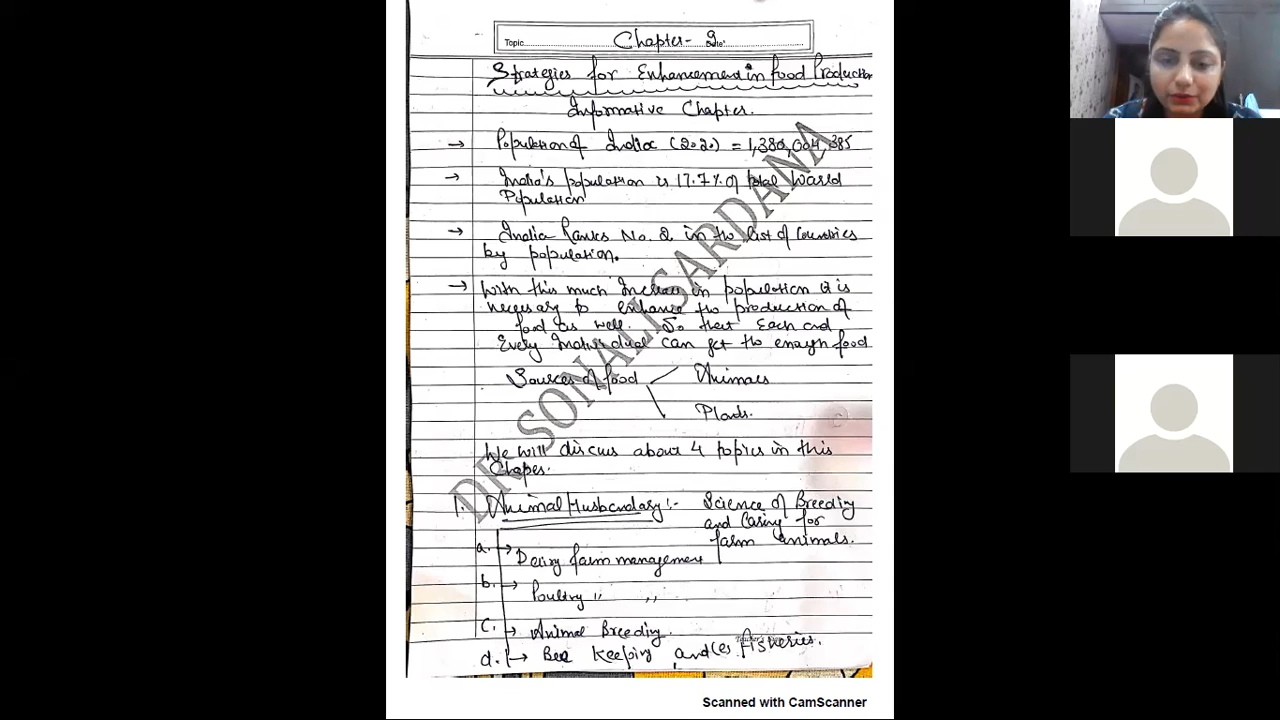 Topic
Chapter- 9
Date:
Strategies for Enhancement in Food Production
Informative Chapter.
→ Population of India (2020) = 1,380,004,385
→ India's population is 17.7% of total World
Population
→ India Ranks No. 2 in the list of Countries
by population.
→ With this much Increase in population it is
necessary to enhance the production of
food as well. So that Each and
Every Individual can get the enough food
Sources of food
Animals
Plants.
We will discuss about 4 topics in this
Chapter.
1. Animal Husbandary :- Science of Breeding
and Caring for
farm animals.
a. → Dairy farm management
b. → Poultry " "
c. → Animal Breeding.
d. → Bee Keeping and (e) fisheries.
DR SONALI SARDANA
Scanned with CamScanner